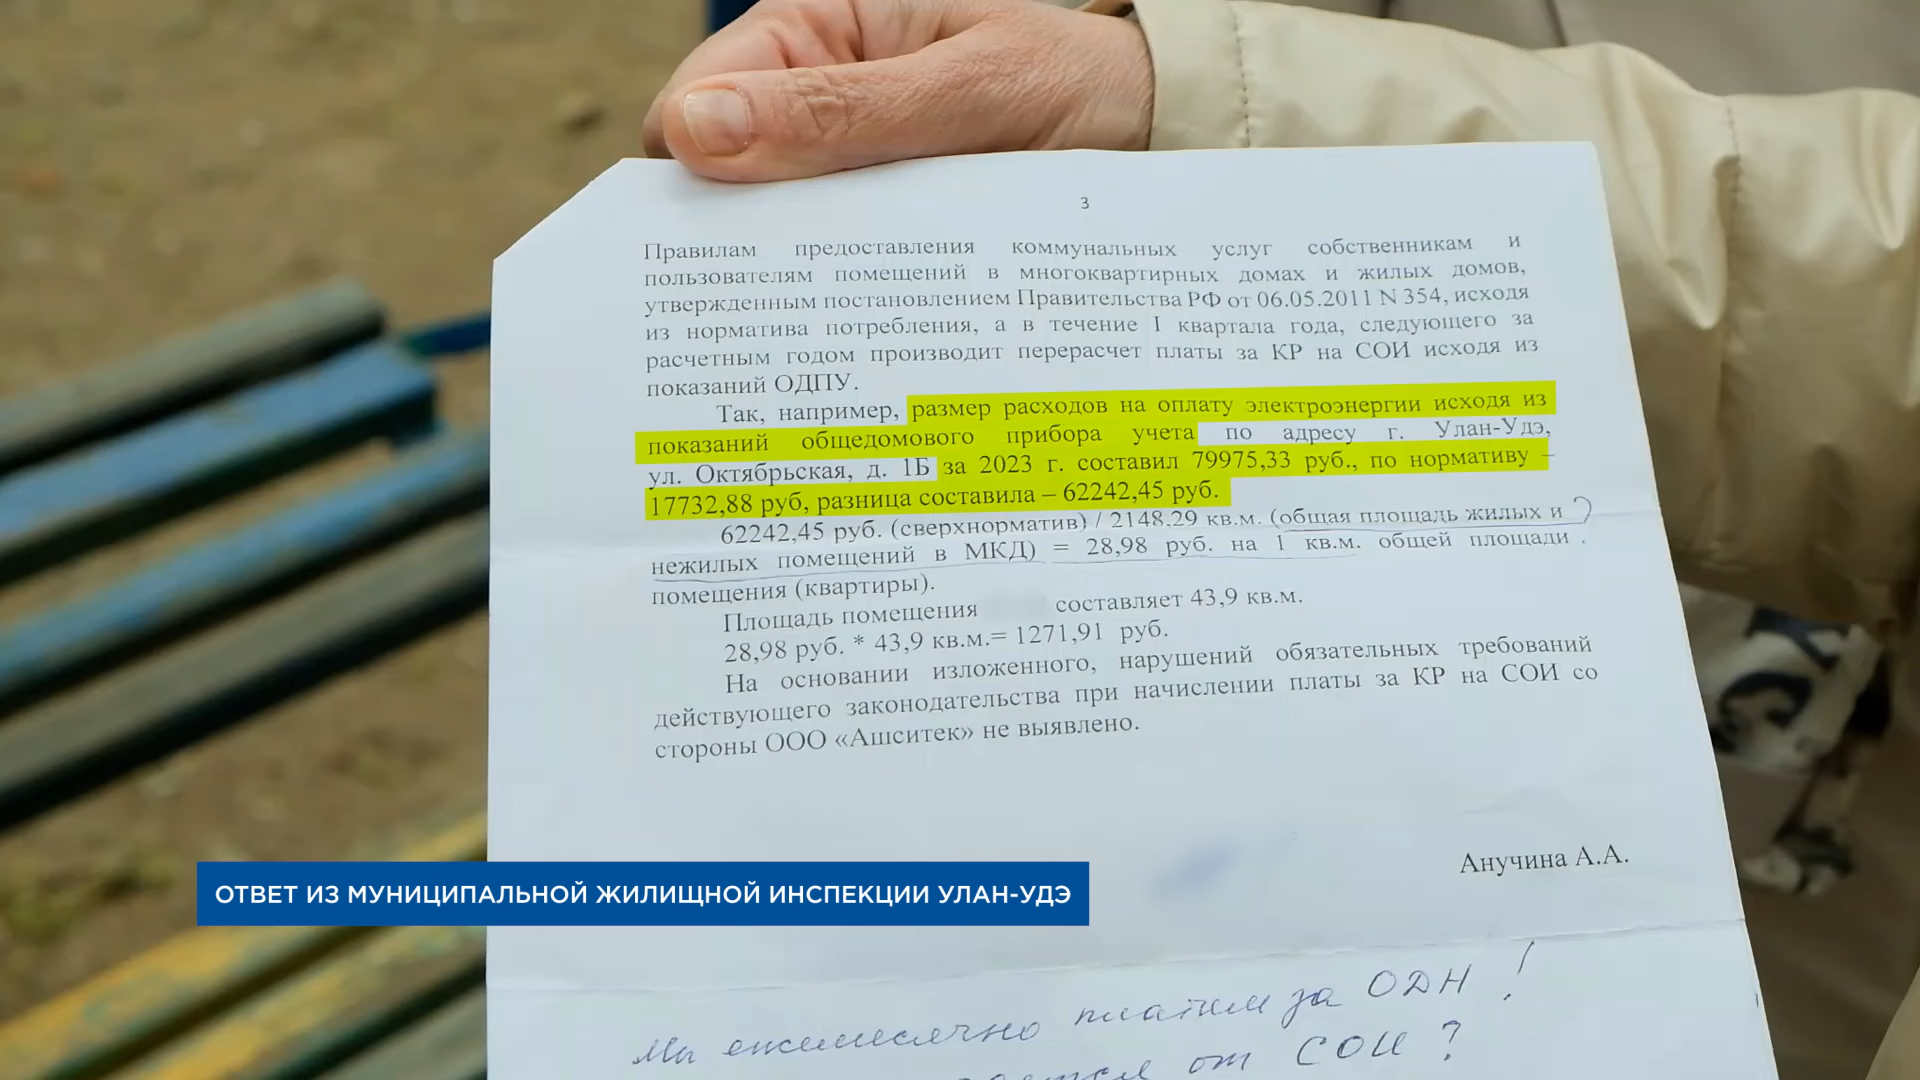 3
Правилам предоставления коммунальных услуг собственникам и
пользователям помещений в многоквартирных домах и жилых домов,
утвержденным постановлением Правительства РФ от 06.05.2011 N 354, исходя
из норматива потребления, а в течение I квартала года, следующего за
расчетным годом производит перерасчет платы за КР на СОИ исходя из
показаний ОДПУ.
Так, например, размер расходов на оплату электроэнергии исходя из
показаний общедомового прибора учета по адресу г. Улан-Удэ,
ул. Октябрьская, д. 1Б за 2023 г. составил 79975,33 руб., по нормативу –
17732,88 руб, разница составила – 62242,45 руб.
62242,45 руб. (сверхнорматив) / 2148,29 кв.м. (общая площадь жилых и
нежилых помещений в МКД) = 28,98 руб. на 1 кв.м. общей площади
помещения (квартиры).
Площадь помещения составляет 43,9 кв.м.
28,98 руб. * 43,9 кв.м.= 1271,91 руб.
На основании изложенного, нарушений обязательных требований
действующего законодательства при начислении платы за КР на СОИ со
стороны ООО «Ашситек» не выявлено.
Анучина А.А.
ОТВЕТ ИЗ МУНИЦИПАЛЬНОЙ ЖИЛИЩНОЙ ИНСПЕКЦИИ УЛАН-УДЭ
Мы ежемесячно платим за ОДН!
от СОИ?